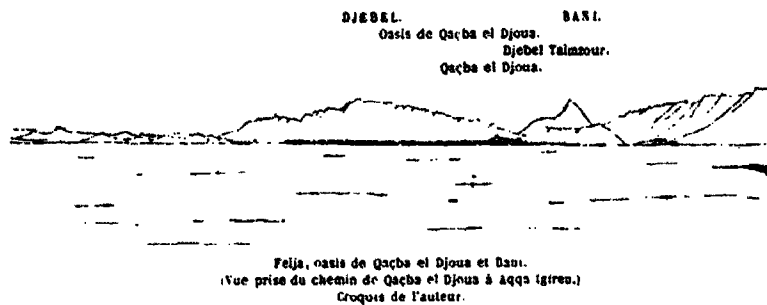 DJEBEL. BANI.
Oasis de Qaçba el Djoua.
Djebel Taïmzour.
Qaçba el Djoua.
Feija, oasis de Qaçba el Djoua et Bani.
(Vue prise du chemin de Qaçba el Djoua à Aqqa Igiren.)
Croquis de l'auteur.